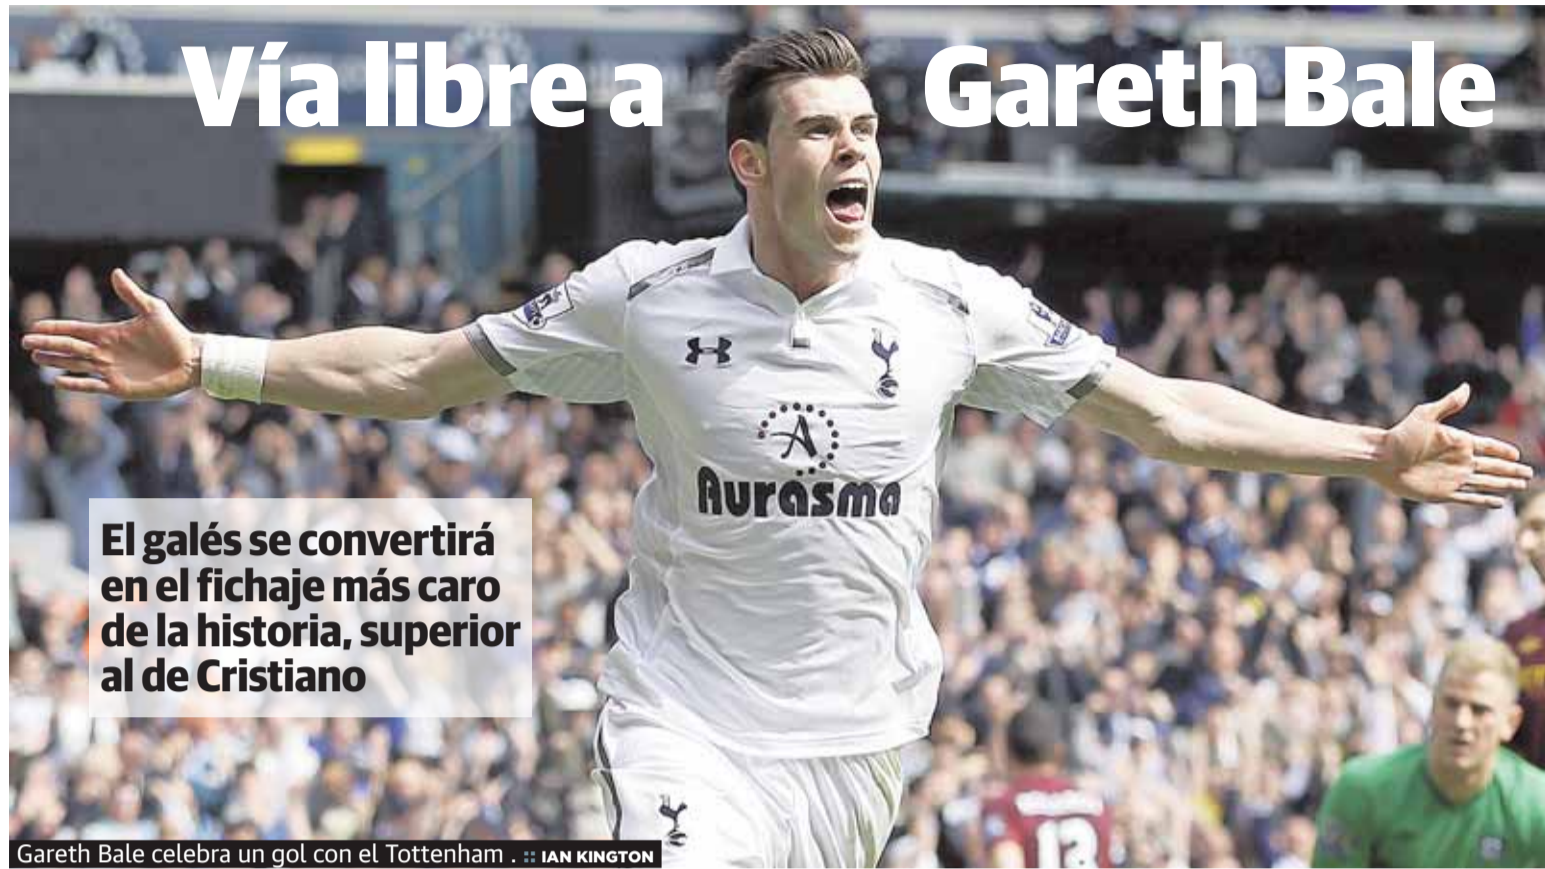 Vía libre a Gareth Bale
A
Aurasma
El galés se convertirá
en el fichaje más caro
de la historia, superior
al de Cristiano
13
Gareth Bale celebra un gol con el Tottenham . :: IAN KINGTON